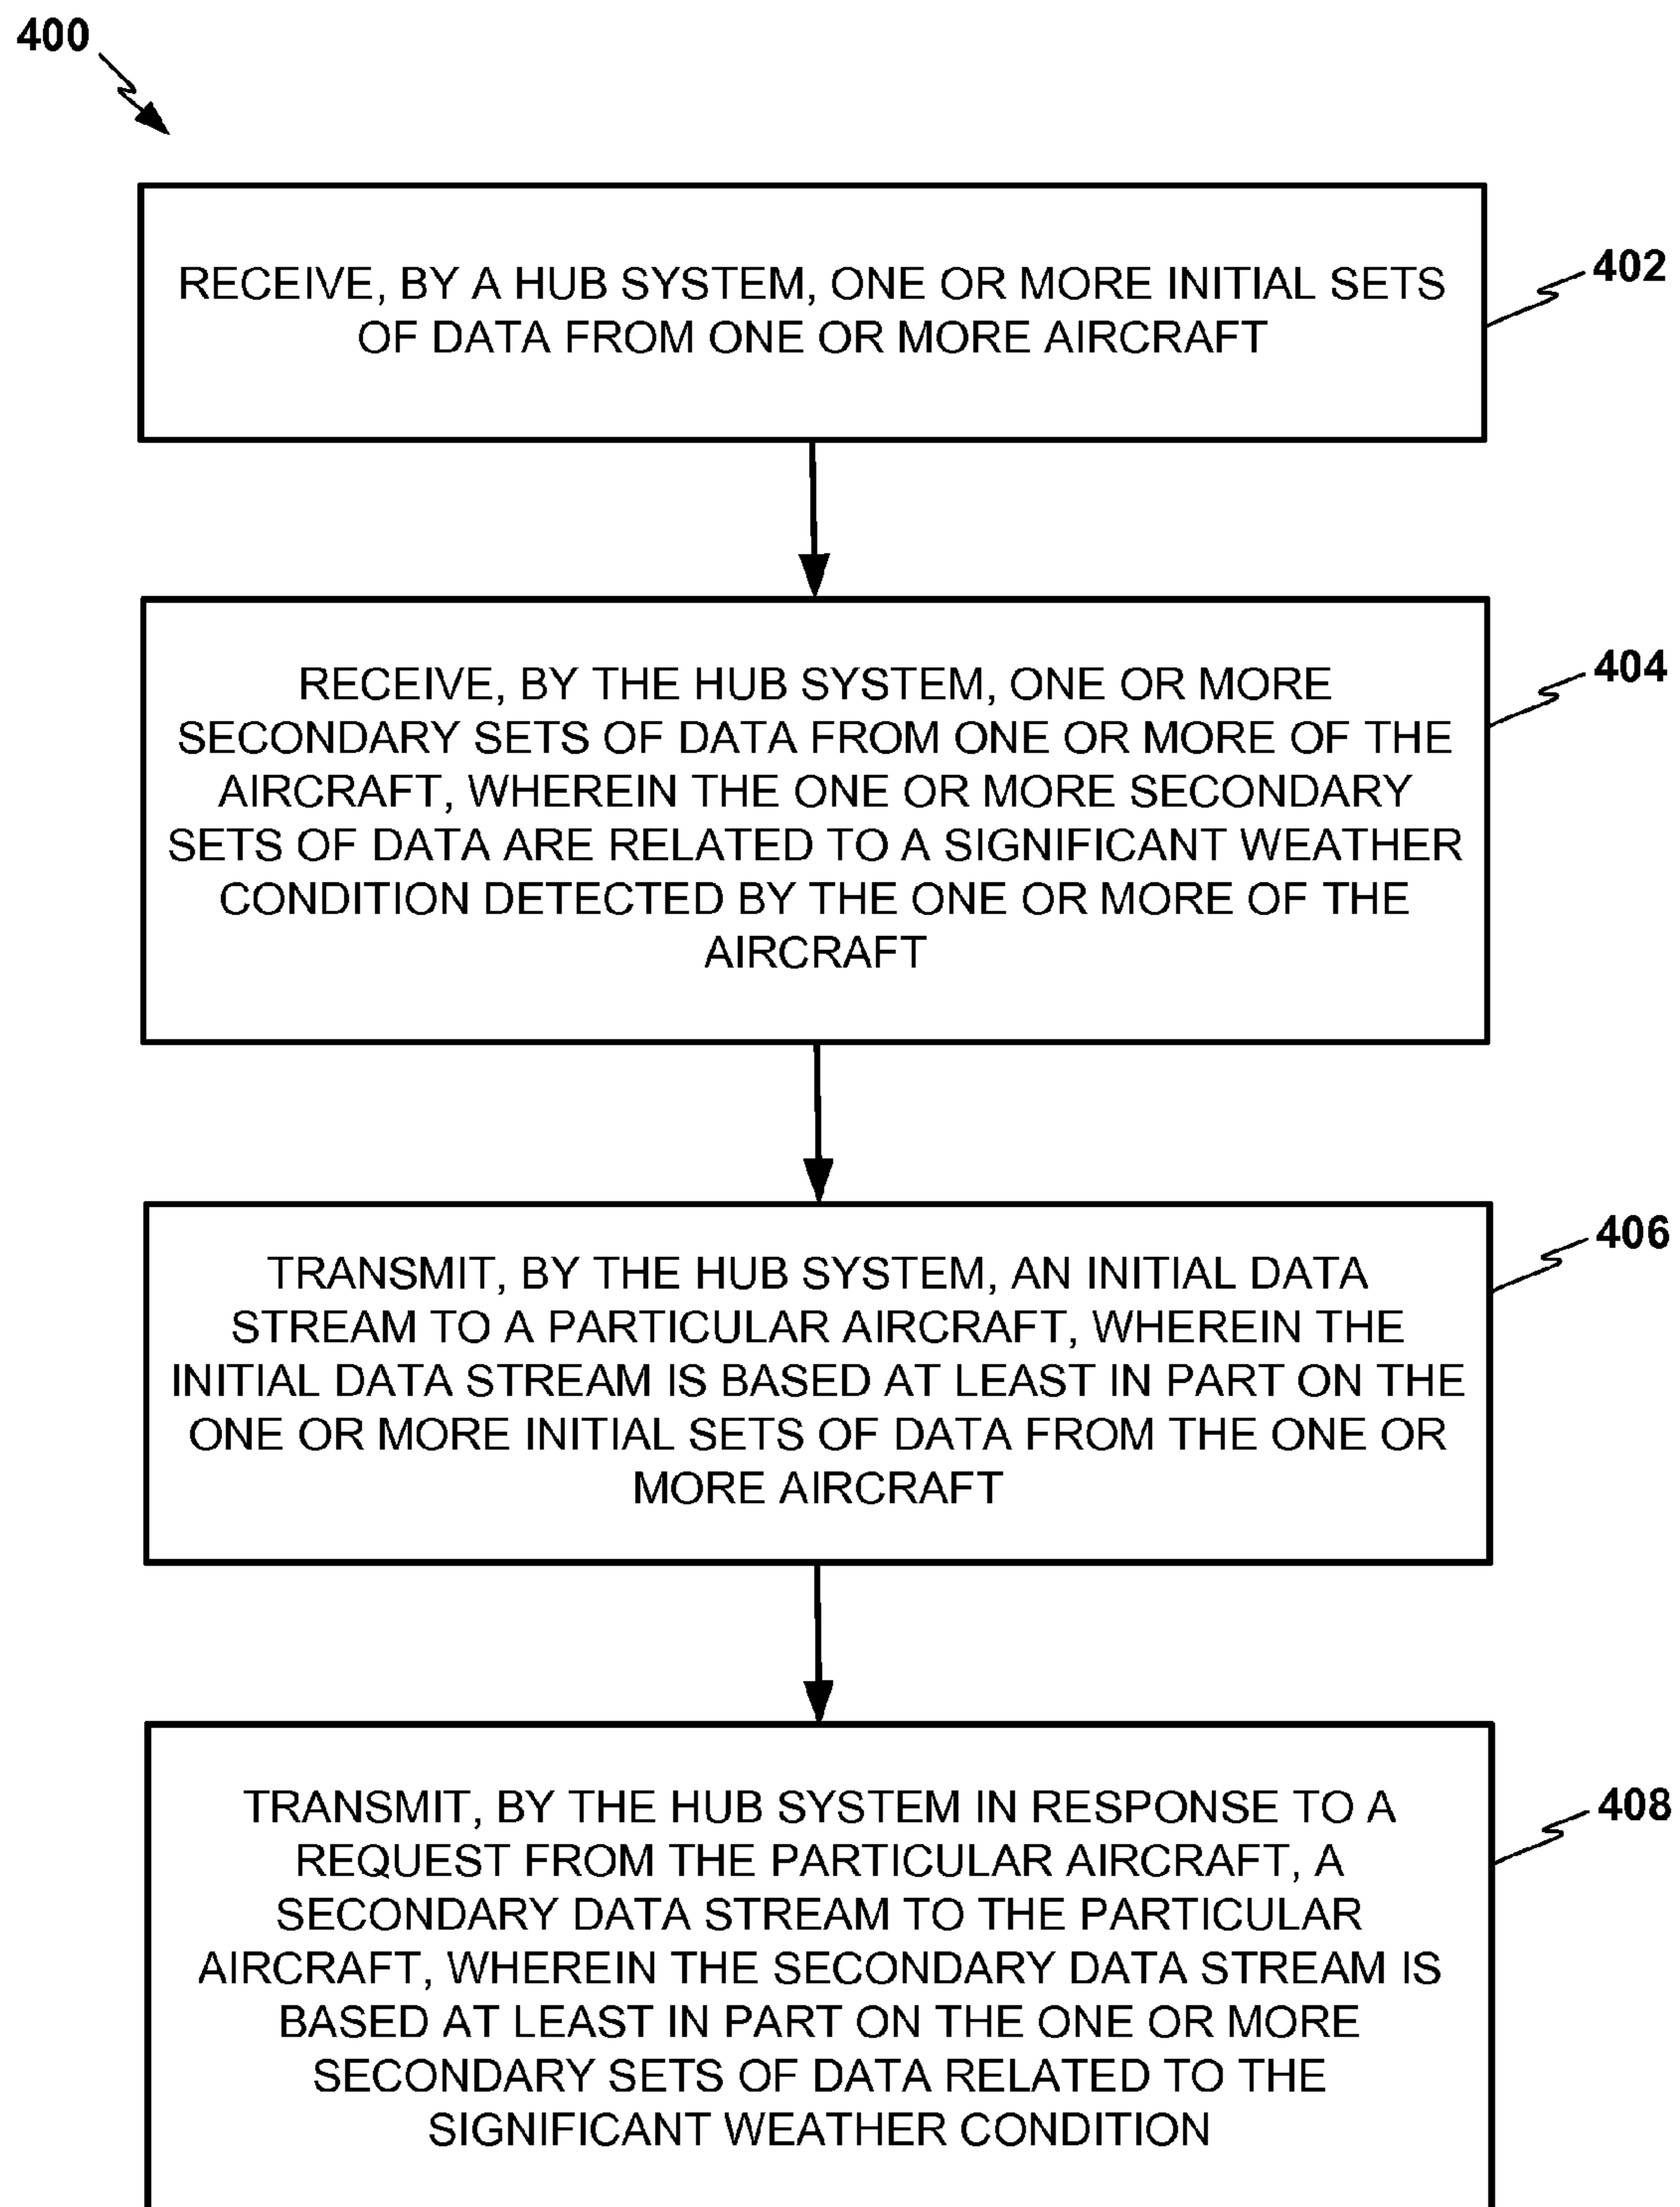 400
RECEIVE, BY A HUB SYSTEM, ONE OR MORE INITIAL SETS
OF DATA FROM ONE OR MORE AIRCRAFT
402
RECEIVE, BY THE HUB SYSTEM, ONE OR MORE
SECONDARY SETS OF DATA FROM ONE OR MORE OF THE
AIRCRAFT, WHEREIN THE ONE OR MORE SECONDARY
SETS OF DATA ARE RELATED TO A SIGNIFICANT WEATHER
CONDITION DETECTED BY THE ONE OR MORE OF THE
AIRCRAFT
404
TRANSMIT, BY THE HUB SYSTEM, AN INITIAL DATA
STREAM TO A PARTICULAR AIRCRAFT, WHEREIN THE
INITIAL DATA STREAM IS BASED AT LEAST IN PART ON THE
ONE OR MORE INITIAL SETS OF DATA FROM THE ONE OR
MORE AIRCRAFT
406
TRANSMIT, BY THE HUB SYSTEM IN RESPONSE TO A
REQUEST FROM THE PARTICULAR AIRCRAFT, A
SECONDARY DATA STREAM TO THE PARTICULAR
AIRCRAFT, WHEREIN THE SECONDARY DATA STREAM IS
BASED AT LEAST IN PART ON THE ONE OR MORE
SECONDARY SETS OF DATA RELATED TO THE
SIGNIFICANT WEATHER CONDITION
408